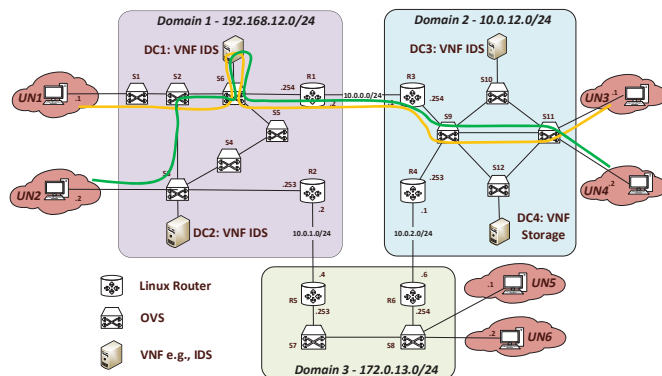 Domain 1 - 192.168.12.0/24
Domain 2 - 10.0.12.0/24
DC1: VNF IDS
DC3: VNF IDS
S1
S2
S6
.254
R1
R3
.254
S10
UN1
.1
10.0.0.0/24
.2
.1
UN3
.1
S5
S9
S11
S4
UN2
.2
.253
R2
R4
.253
S12
UN4
.2
.2
.1
DC2: VNF IDS
DC4: VNF
Storage
10.0.1.0/24
10.0.2.0/24
.4
.6
R5
R6
.253
.254
.1
UN5
S7
S8
.2
UN6
Linux Router
OVS
VNF e.g., IDS
Domain 3 - 172.0.13.0/24